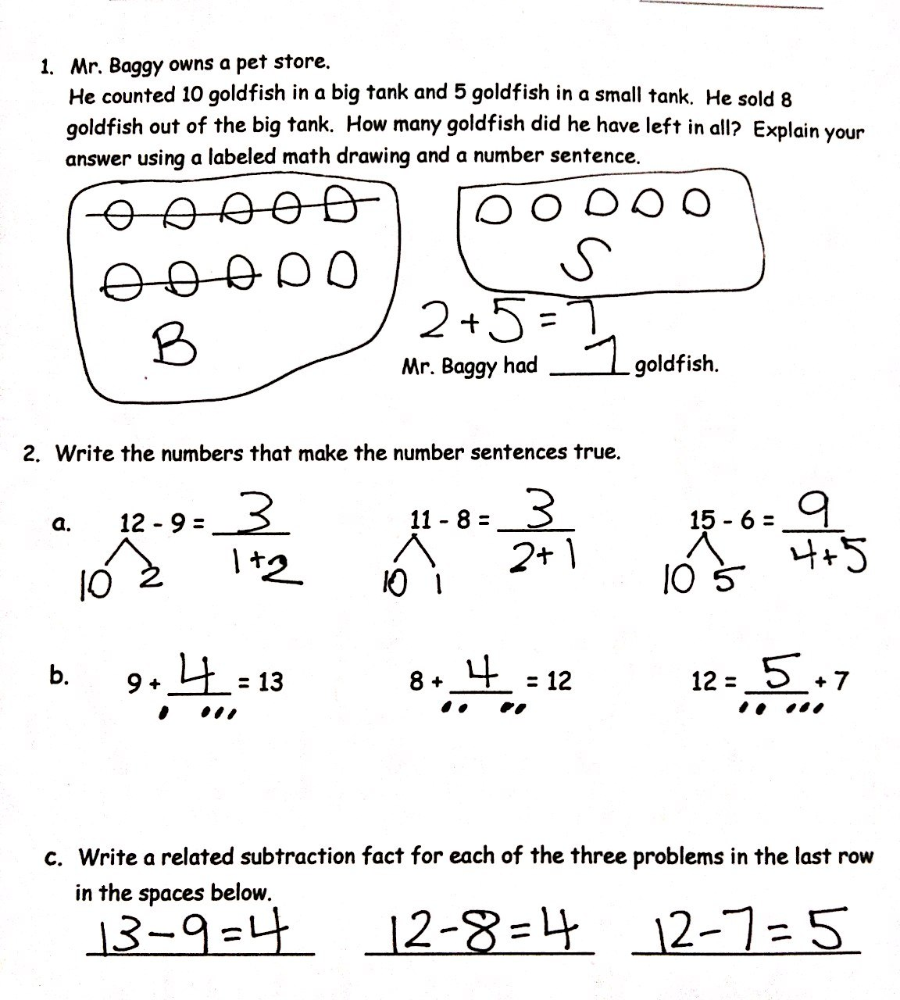 1. Mr. Baggy owns a pet store.
He counted 10 goldfish in a big tank and 5 goldfish in a small tank. He sold 8
goldfish out of the big tank. How many goldfish did he have left in all? Explain your
answer using a labeled math drawing and a number sentence.
B
S
2+5=7
Mr. Baggy had 7 goldfish.
2. Write the numbers that make the number sentences true.
a. 12 - 9 = 3 11 - 8 = 3 15 - 6 = 9
10 2 1+2 10 1 2+1 10 5 4+5
b. 9 + 4 = 13 8 + 4 = 12 12 = 5 + 7
c. Write a related subtraction fact for each of the three problems in the last row
in the spaces below.
13-9=4 12-8=4 12-7=5